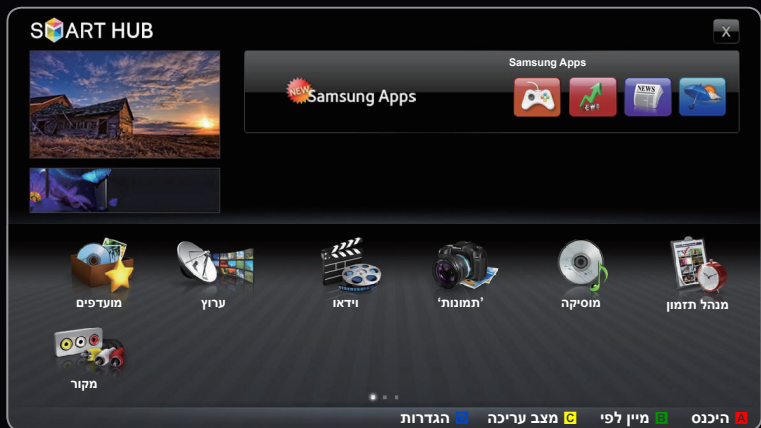 SMART HUB
X
Samsung Apps
NEW
Samsung Apps
NEWS
מנהל תזמון
מוסיקה
'תמונות'
וידאו
ערוץ
מועדפים
מקור
A היכנס B מיין לפי C מצב עריכה D הגדרות